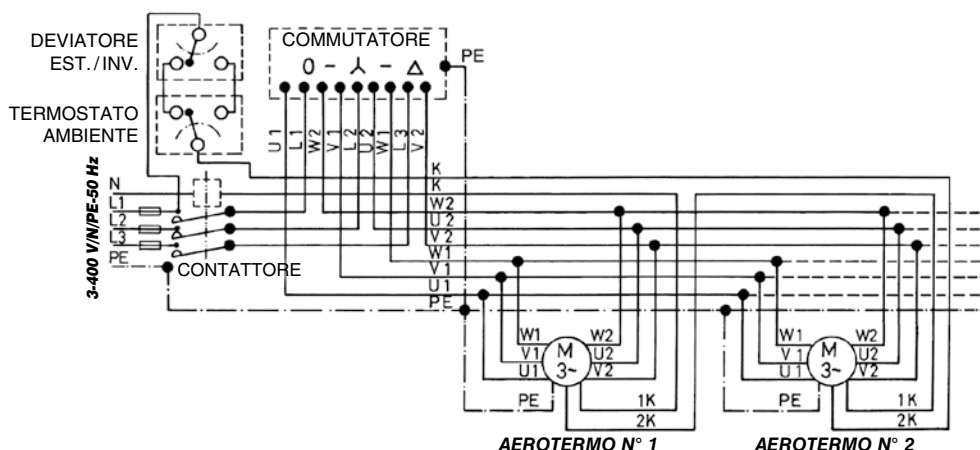 DEVIATORE
EST./INV.
COMMUTATORE
PE
0 - ⅄ - Δ
TERMOSTATO
AMBIENTE
U1 L1 W2 V1 L2 U2 W1 L3 V2
3-400 V/N/PE-50 Hz
N
L1
L2
L3
PE
CONTATTORE
K
K
W2
U2
V2
W1
V1
U1
PE
W1 W2
V1 M U2
U1 3~ V2
PE 1K
2K
AEROTERMO N° 1
W1 W2
V1 M U2
U1 3~ V2
PE 1K
2K
AEROTERMO N° 2